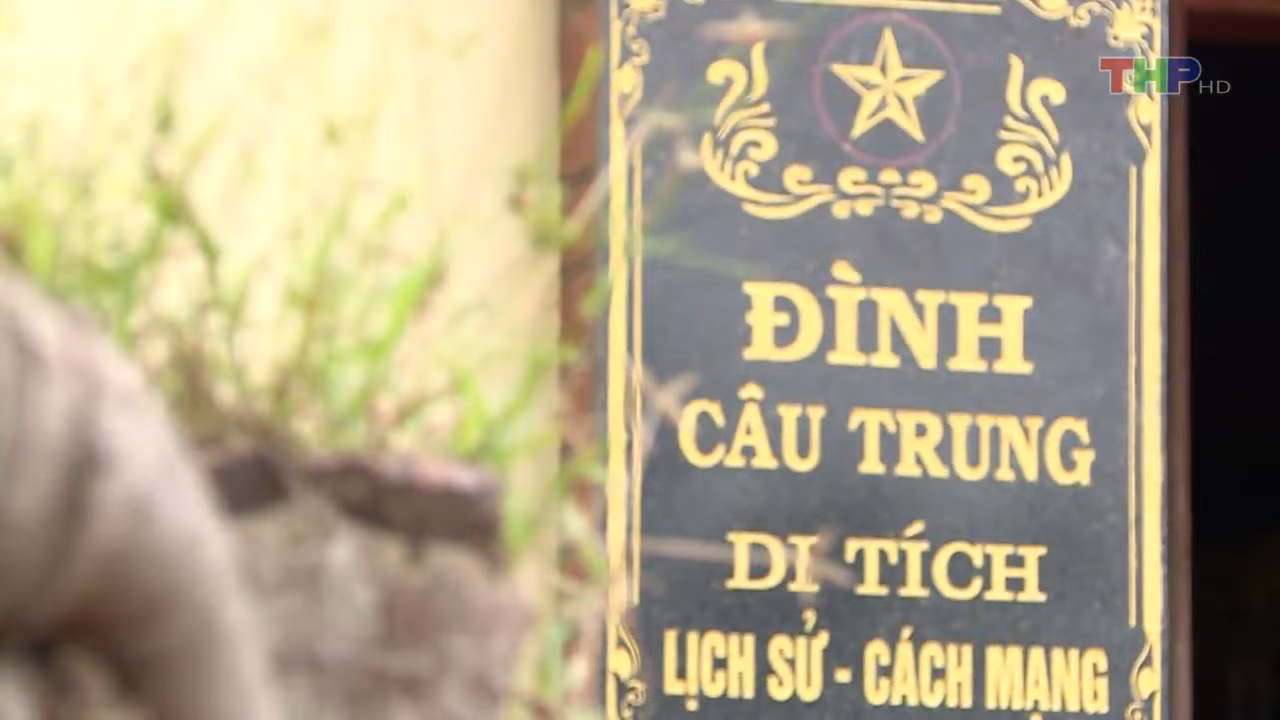 THP HD
ĐÌNH
CÂU TRUNG
DI TÍCH
LỊCH SỬ - CÁCH MẠNG